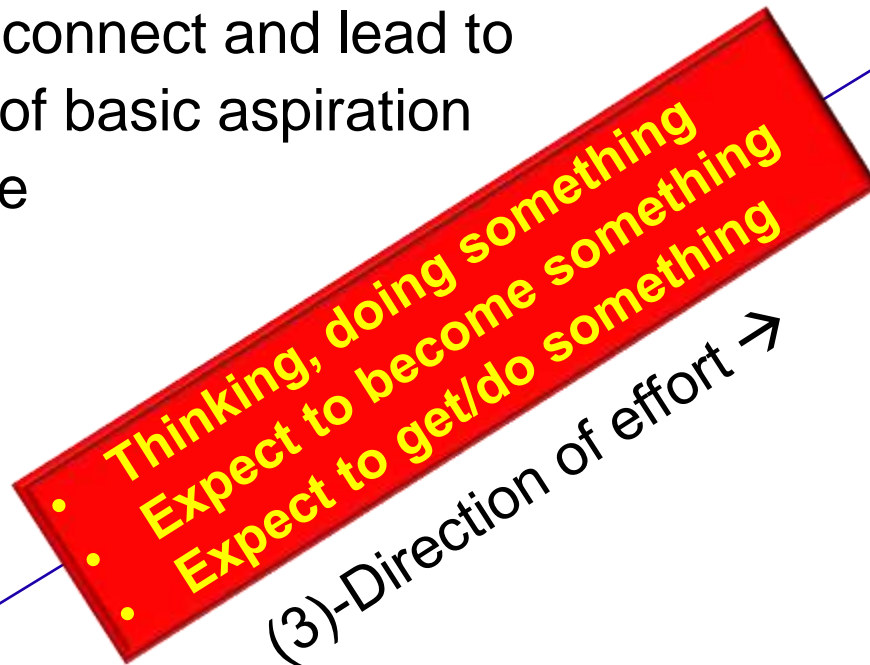 connect and lead to
of basic aspiration
e
• Thinking, doing something
• Expect to become something
• Expect to get/do something
(3)-Direction of effort →